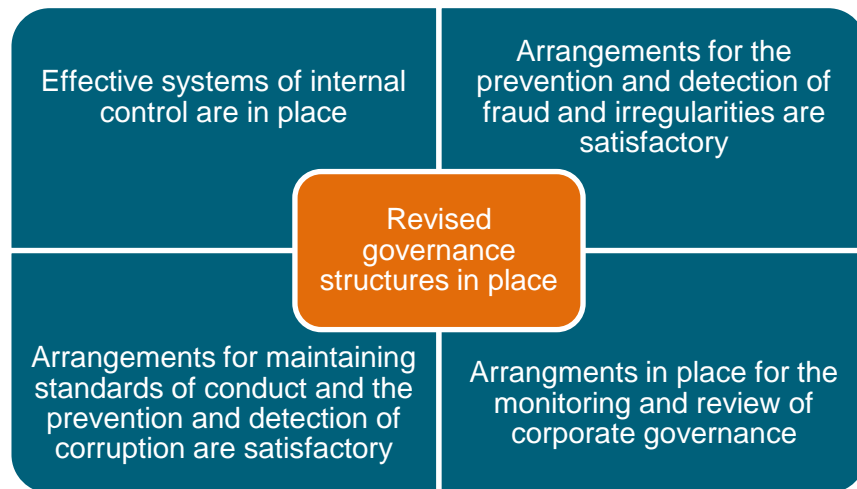 Effective systems of internal
control are in place
Arrangements for the
prevention and detection of
fraud and irregularities are
satisfactory
Revised
governance
structures in place
Arrangements for maintaining
standards of conduct and the
prevention and detection of
corruption are satisfactory
Arrangments in place for the
monitoring and review of
corporate governance